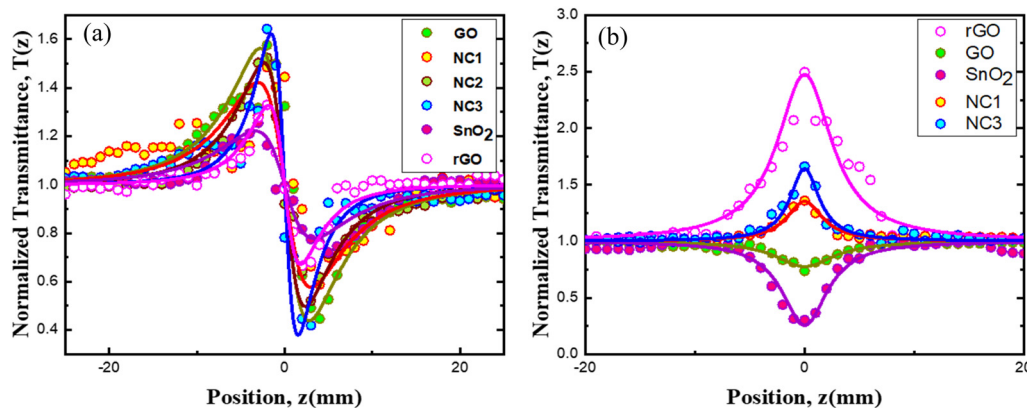 (a)
GO
NC1
NC2
NC3
SnO2
rGO
Normalized Transmittance, T(z)
1.6
1.4
1.2
1.0
0.8
0.6
0.4
-20
0
20
Position, z(mm)
(b)
rGO
GO
SnO2
NC1
NC3
Normalized Transmittance, T(z)
3.0
2.5
2.0
1.5
1.0
0.5
0.0
-20
-10
0
10
20
Position, z(mm)